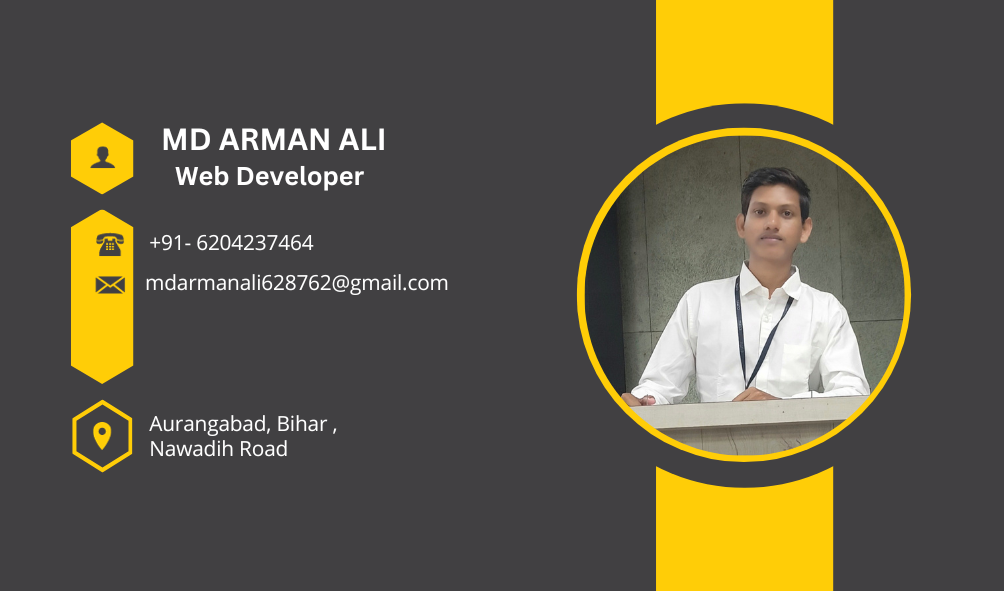 MD ARMAN ALI
Web Developer
+91- 6204237464
mdarmanali628762@gmail.com
Aurangabad, Bihar ,
Nawadih Road